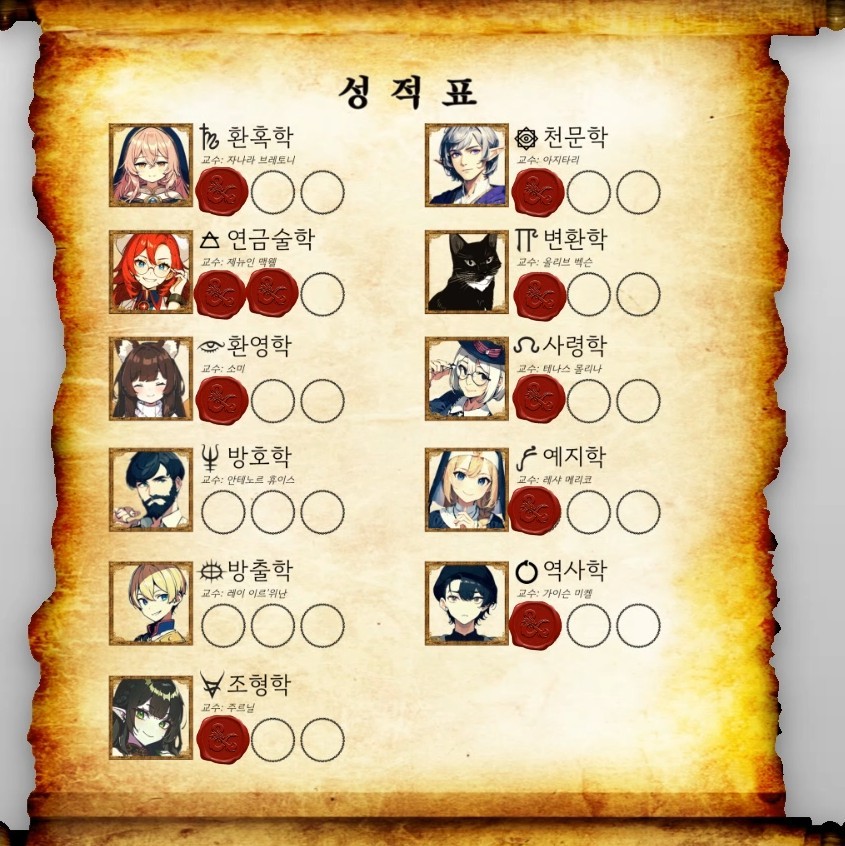 성적표
환혹학
교수: 자나라 브레토니
연금술학
교수: 제뉴인 맥웰
환영학
교수: 소미
방호학
교수: 안테노르 휴이스
방출학
교수: 레이 이르'위난
조형학
교수: 주르닐
천문학
교수: 아지타리
변환학
교수: 올리브 벡슨
사령학
교수: 테나스 몰리나
예지학
교수: 레샤 메리코
역사학
교수: 가이슨 미켈